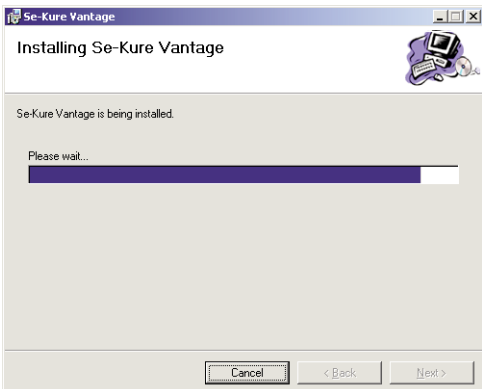 Se-Kure Vantage
Installing Se-Kure Vantage
Se-Kure Vantage is being installed.
Please wait...
Cancel
< Back
Next >